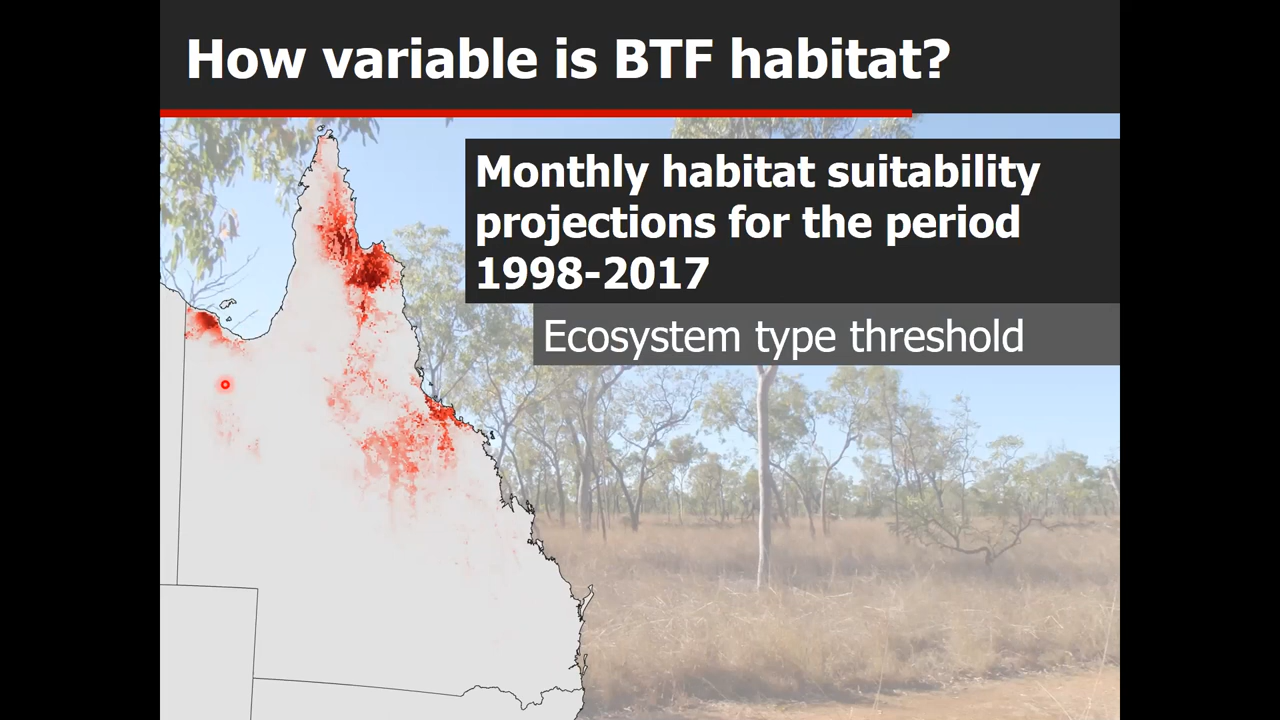 How variable is BTF habitat?
Monthly habitat suitability
projections for the period
1998-2017
Ecosystem type threshold